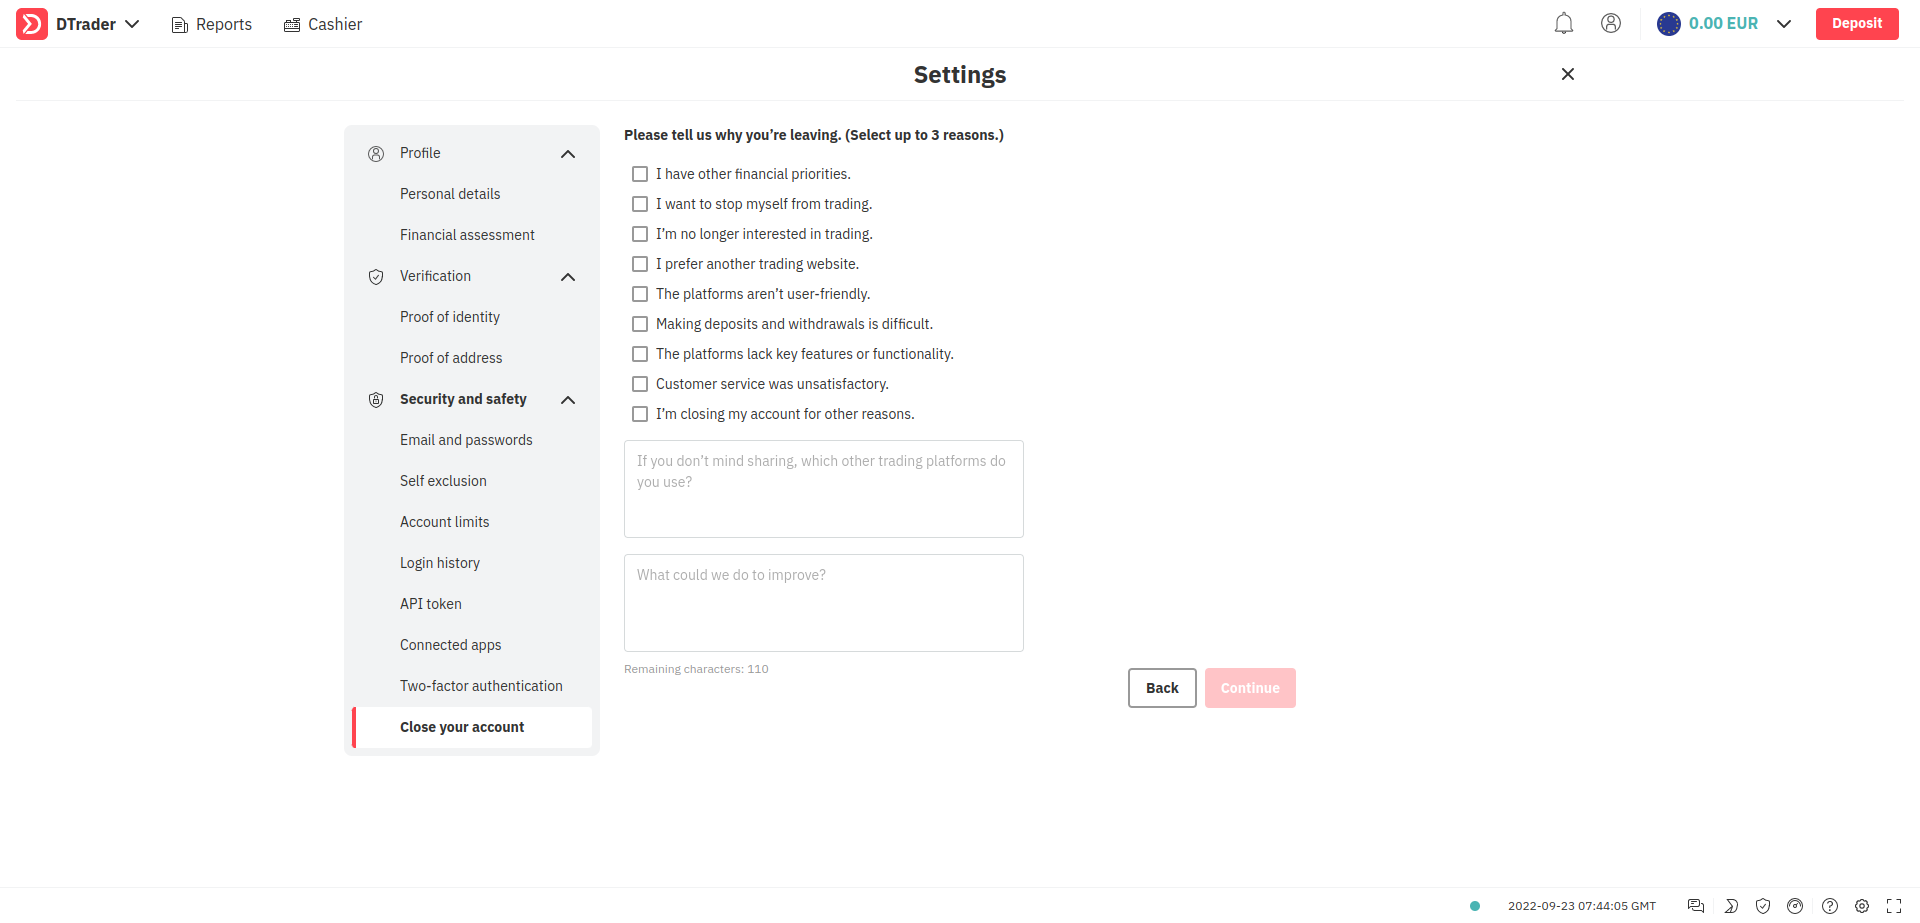 DTrader
Reports
Cashier
0.00 EUR
Deposit
Settings
Profile
Personal details
Financial assessment
Verification
Proof of identity
Proof of address
Security and safety
Email and passwords
Self exclusion
Account limits
Login history
API token
Connected apps
Two-factor authentication
Close your account
Please tell us why you’re leaving. (Select up to 3 reasons.)
I have other financial priorities.
I want to stop myself from trading.
I’m no longer interested in trading.
I prefer another trading website.
The platforms aren’t user-friendly.
Making deposits and withdrawals is difficult.
The platforms lack key features or functionality.
Customer service was unsatisfactory.
I’m closing my account for other reasons.
If you don’t mind sharing, which other trading platforms do
you use?
What could we do to improve?
Remaining characters: 110
Back
Continue
2022-09-23 07:44:05 GMT